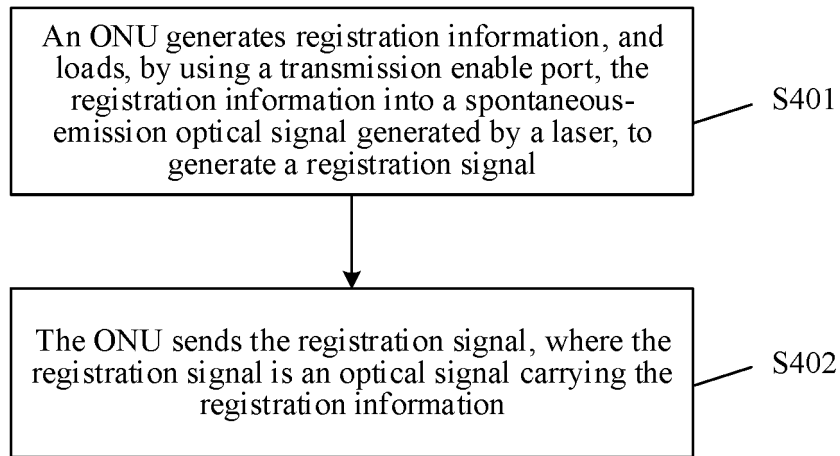 An ONU generates registration information, and
loads, by using a transmission enable port, the
registration information into a spontaneous-
emission optical signal generated by a laser, to
generate a registration signal
S401
The ONU sends the registration signal, where the
registration signal is an optical signal carrying the
registration information
S402